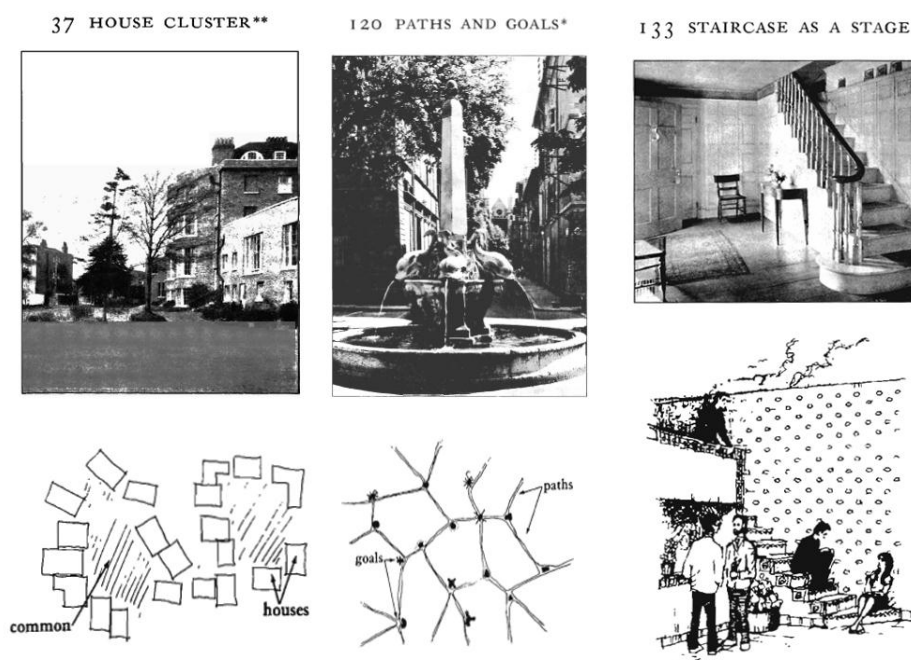 37 HOUSE CLUSTER**
120 PATHS AND GOALS*
133 STAIRCASE AS A STAGE
common
houses
goals
paths